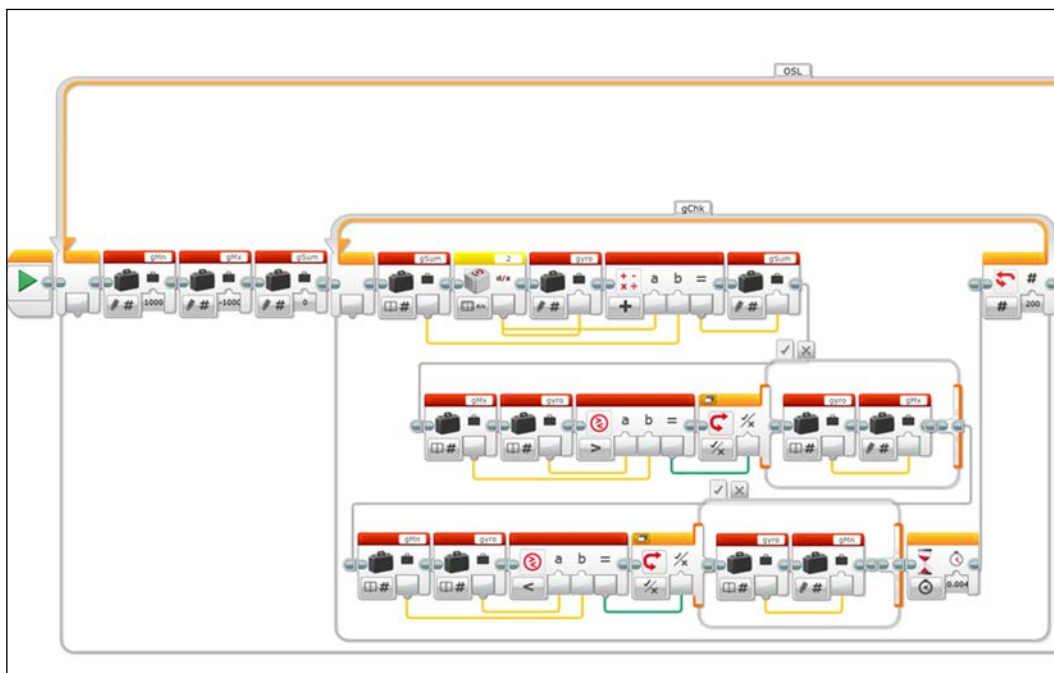 OSL
gChk
gMn gMx gSum gSum 2 gyro gSum
d/s a b = #
# 1000 # -1000 # 0 # # + # # 200
gMx gyro gyro gMx
a b =
# # > # #
gMn gyro gyro gMn
a b =
# # < # # 0.004